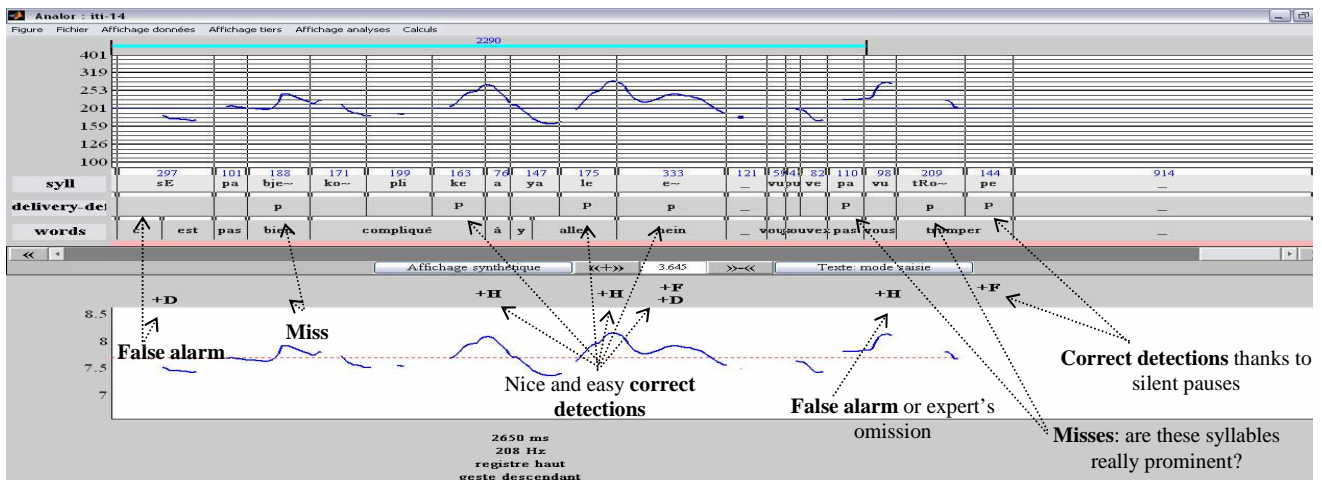 Analor : iti-14
Figure Fichier Affichage données Affichage tiers Affichage analyses Calculs
2290
401
319
253
201
159
126
100
297 101 188 171 199 163 76 147 175 333 121 59 82 110 98 209 144 914
syll sE pa bje~ ko~ pli ke a ya le e~ _ vu pu ve pa vu tRo~ pe _
delivery-de p P P p _ P p P _
words est pas bien compliqué à y aller hein _ vous pouvez pas vous tromper _
Affichage synthétique «+» 3.645 »-« Texte: mode saisie
+D +H +H +F +H +F
+D
8.5
8
7.5
7
False alarm
Miss
Nice and easy correct
detections
False alarm or expert's
omission
Correct detections thanks to
silent pauses
Misses: are these syllables
really prominent?
2650 ms
208 Hz
registre haut
geste descendant